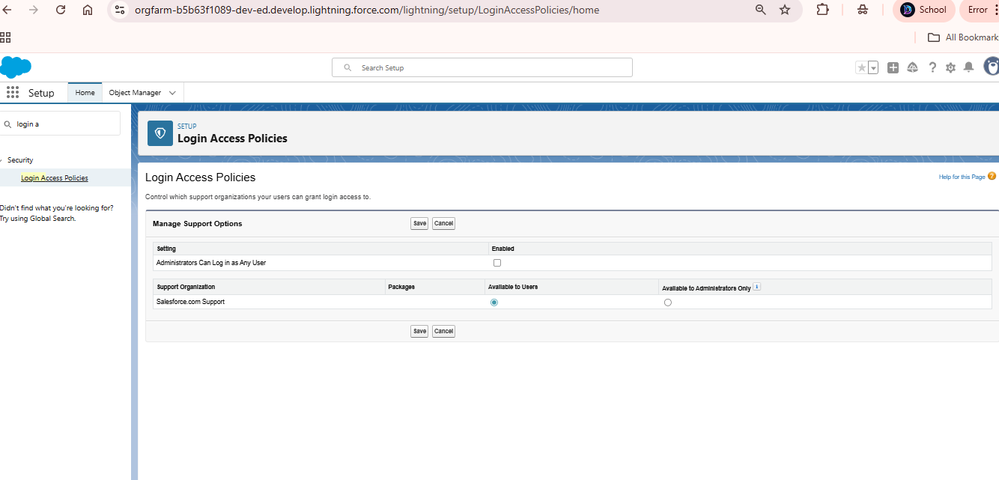 orgfarm-b5b63f1089-dev-ed.develop.lightning.force.com/lightning/setup/LoginAccessPolicies/home
School
Error
All Bookmark
Search Setup
Setup
Home
Object Manager
login a
Security
Login Access Policies
Didn't find what you're looking for?
Try using Global Search.
SETUP
Login Access Policies
Login Access Policies
Help for this Page ?
Control which support organizations your users can grant login access to.
Manage Support Options Save Cancel
Setting Enabled
Administrators Can Log in as Any User
Support Organization Packages Available to Users Available to Administrators Only i
Salesforce.com Support
Save Cancel